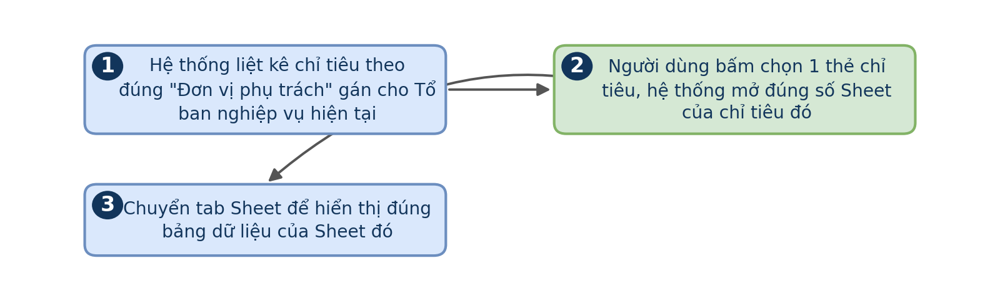 1
Hệ thống liệt kê chỉ tiêu theo
đúng "Đơn vị phụ trách" gán cho Tổ
ban nghiệp vụ hiện tại
2
Người dùng bấm chọn 1 thẻ chỉ
tiêu, hệ thống mở đúng số Sheet
của chỉ tiêu đó
3
Chuyển tab Sheet để hiển thị đúng
bảng dữ liệu của Sheet đó